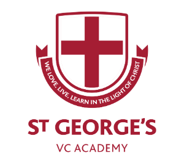 WE LOVE, LIVE, LEARN IN THE LIGHT OF CHRIST
ST GEORGE'S
VC ACADEMY